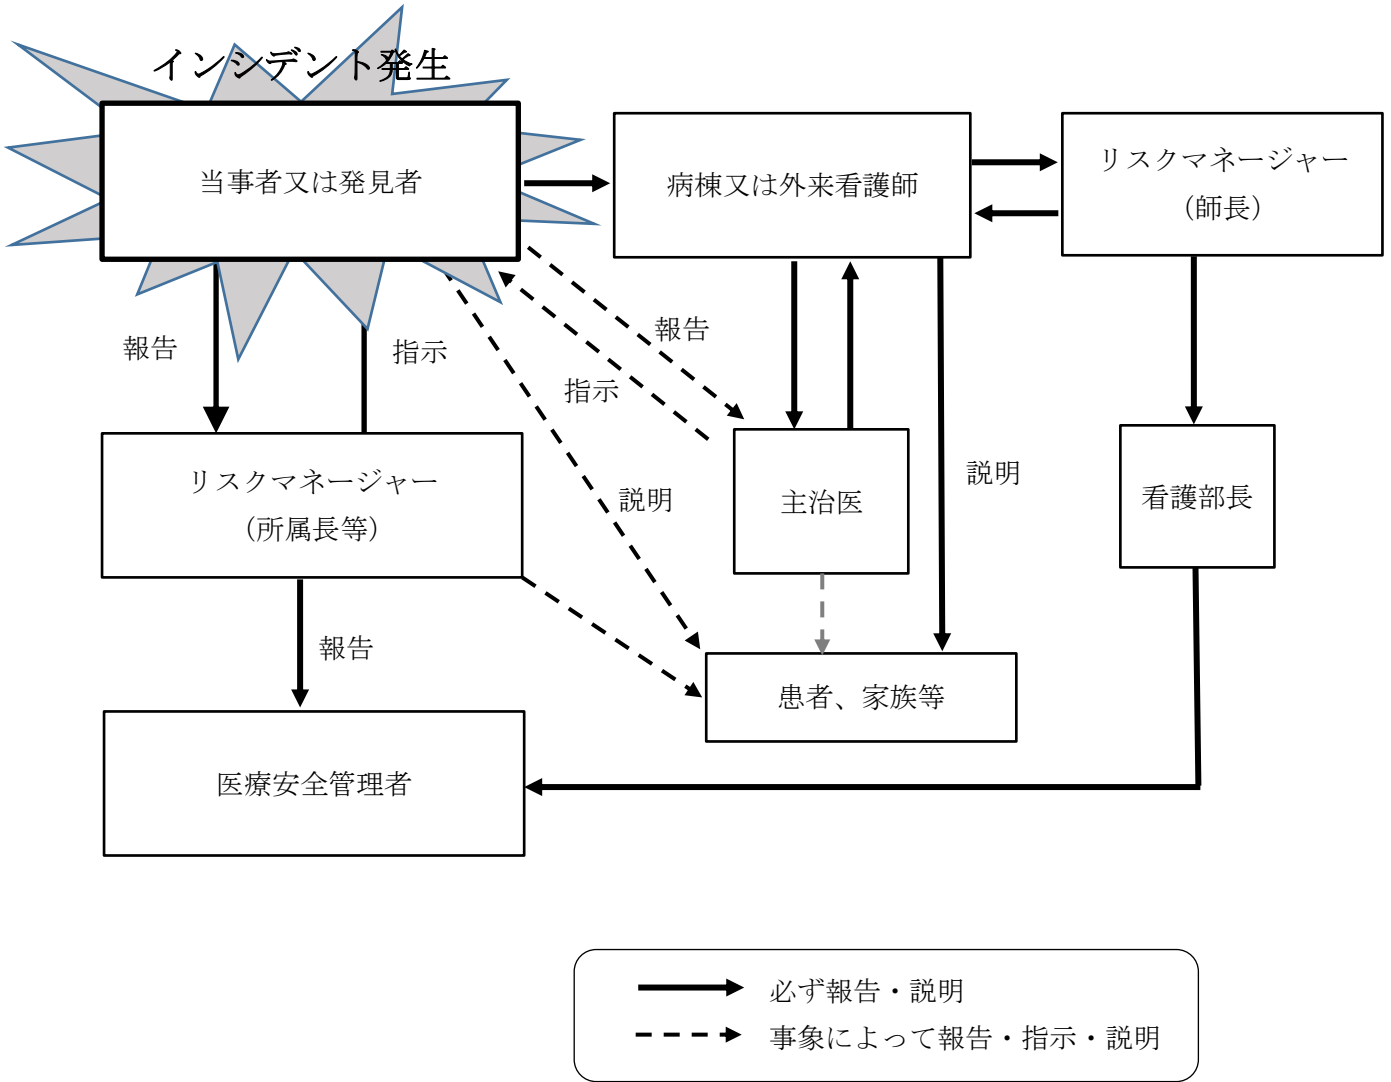 インシデント発生
当事者又は発見者
病棟又は外来看護師
リスクマネージャー
（師長）
報告
指示
報告
指示
リスクマネージャー
（所属長等）
説明
主治医
説明
看護部長
報告
患者、家族等
医療安全管理者
必ず報告・説明
事象によって報告・指示・説明